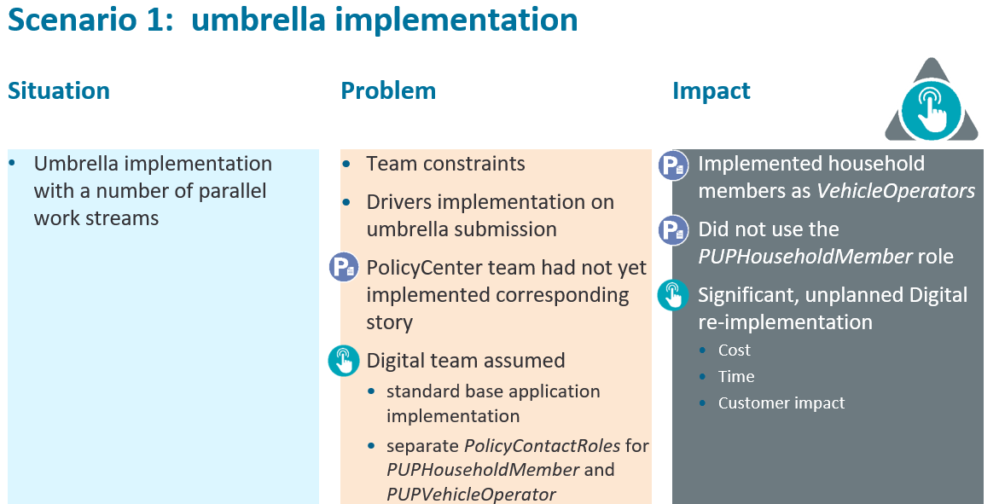 Scenario 1:  umbrella implementation
Situation
• Umbrella implementation
with a number of parallel
work streams
Problem
• Team constraints
• Drivers implementation on
umbrella submission
P PolicyCenter team had not yet
implemented corresponding
story
Digital team assumed
• standard base application
implementation
• separate PolicyContactRoles for
PUPHouseholdMember and
PUPVehicleOperator
Impact
P Implemented household
members as VehicleOperators
P Did not use the
PUPHouseholdMember role
Significant, unplanned Digital
re-implementation
• Cost
• Time
• Customer impact